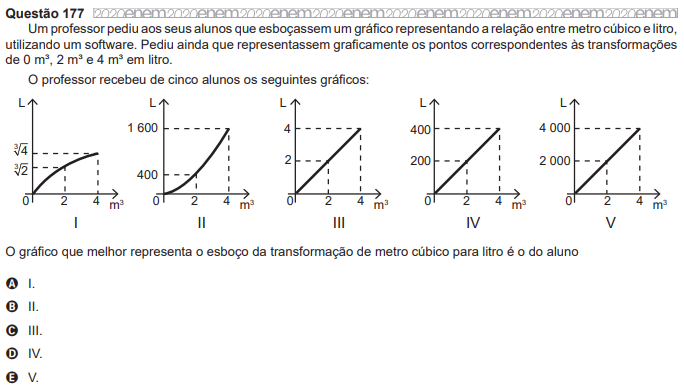 Questão 177 2020enem2020enem2020enem2020enem2020enem2020enem2020enem
Um professor pediu aos seus alunos que esboçassem um gráfico representando a relação entre metro cúbico e litro,
utilizando um software. Pediu ainda que representassem graficamente os pontos correspondentes às transformações
de 0 m³, 2 m³ e 4 m³ em litro.
O professor recebeu de cinco alunos os seguintes gráficos:
L L L L L
∛4 1 600 4 400 4 000
∛2 400 2 200 2 000
0 2 4 m³ 0 2 4 m³ 0 2 4 m³ 0 2 4 m³ 0 2 4 m³
I II III IV V
O gráfico que melhor representa o esboço da transformação de metro cúbico para litro é o do aluno
A I.
B II.
C III.
D IV.
E V.